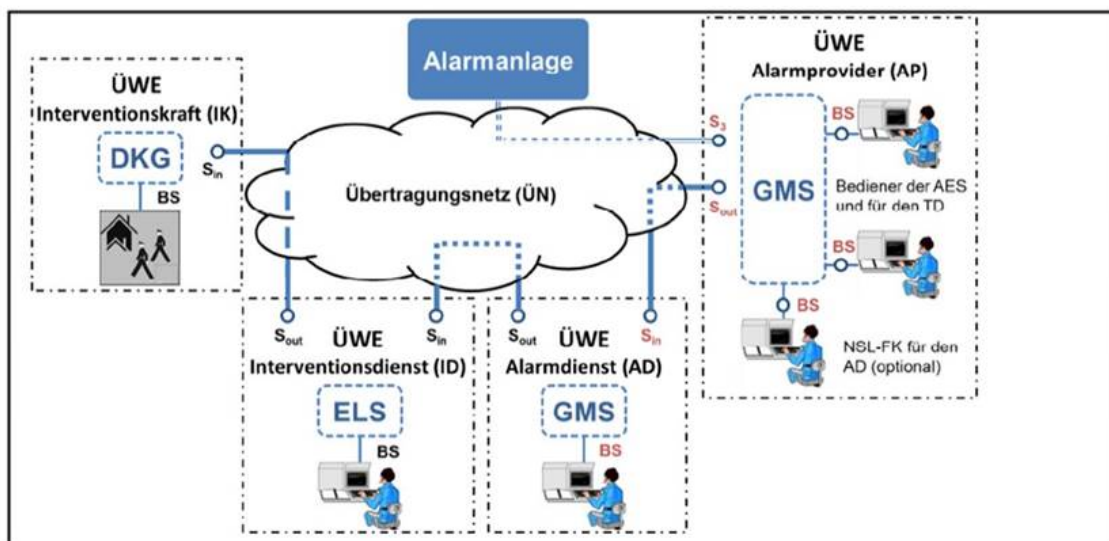 Alarmanlage
ÜWE
Interventionskraft (IK)
DKG
S_in
BS
Übertragungsnetz (ÜN)
ÜWE
Alarmprovider (AP)
S_3
S_out
GMS
BS
Bediener der AES
und für den TD
BS
BS
NSL-FK für den
AD (optional)
S_out
ÜWE
S_in
Interventionsdienst (ID)
ELS
BS
S_out
ÜWE
S_in
Alarmdienst (AD)
GMS
BS